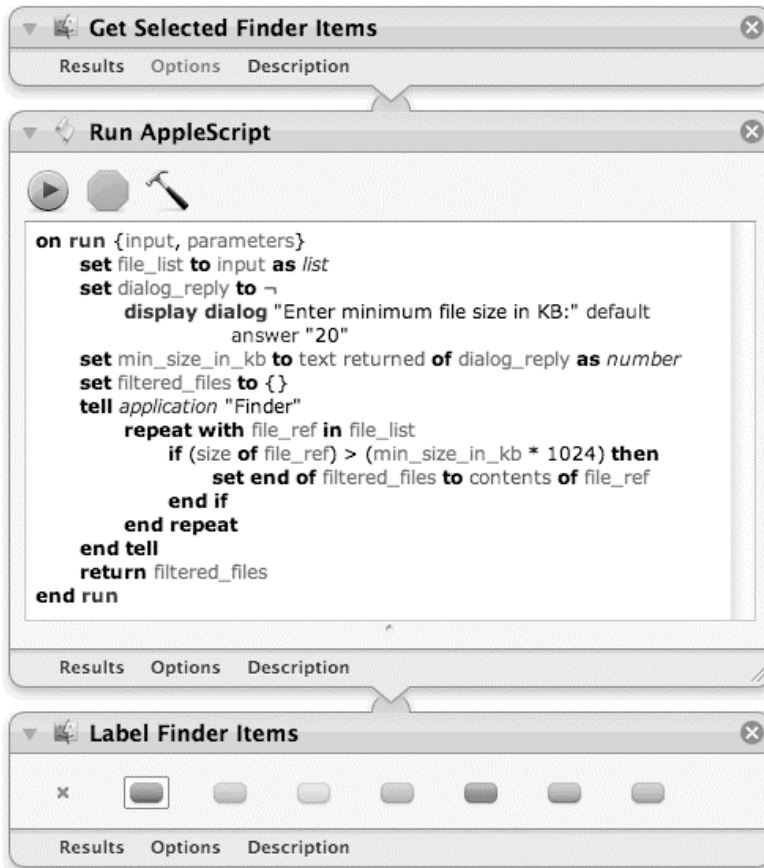 Get Selected Finder Items
Results Options Description
Run AppleScript
on run {input, parameters}
set file_list to input as list
set dialog_reply to ¬
display dialog "Enter minimum file size in KB:" default
answer "20"
set min_size_in_kb to text returned of dialog_reply as number
set filtered_files to {}
tell application "Finder"
repeat with file_ref in file_list
if (size of file_ref) > (min_size_in_kb * 1024) then
set end of filtered_files to contents of file_ref
end if
end repeat
end tell
return filtered_files
end run
Results Options Description
Label Finder Items
Results Options Description